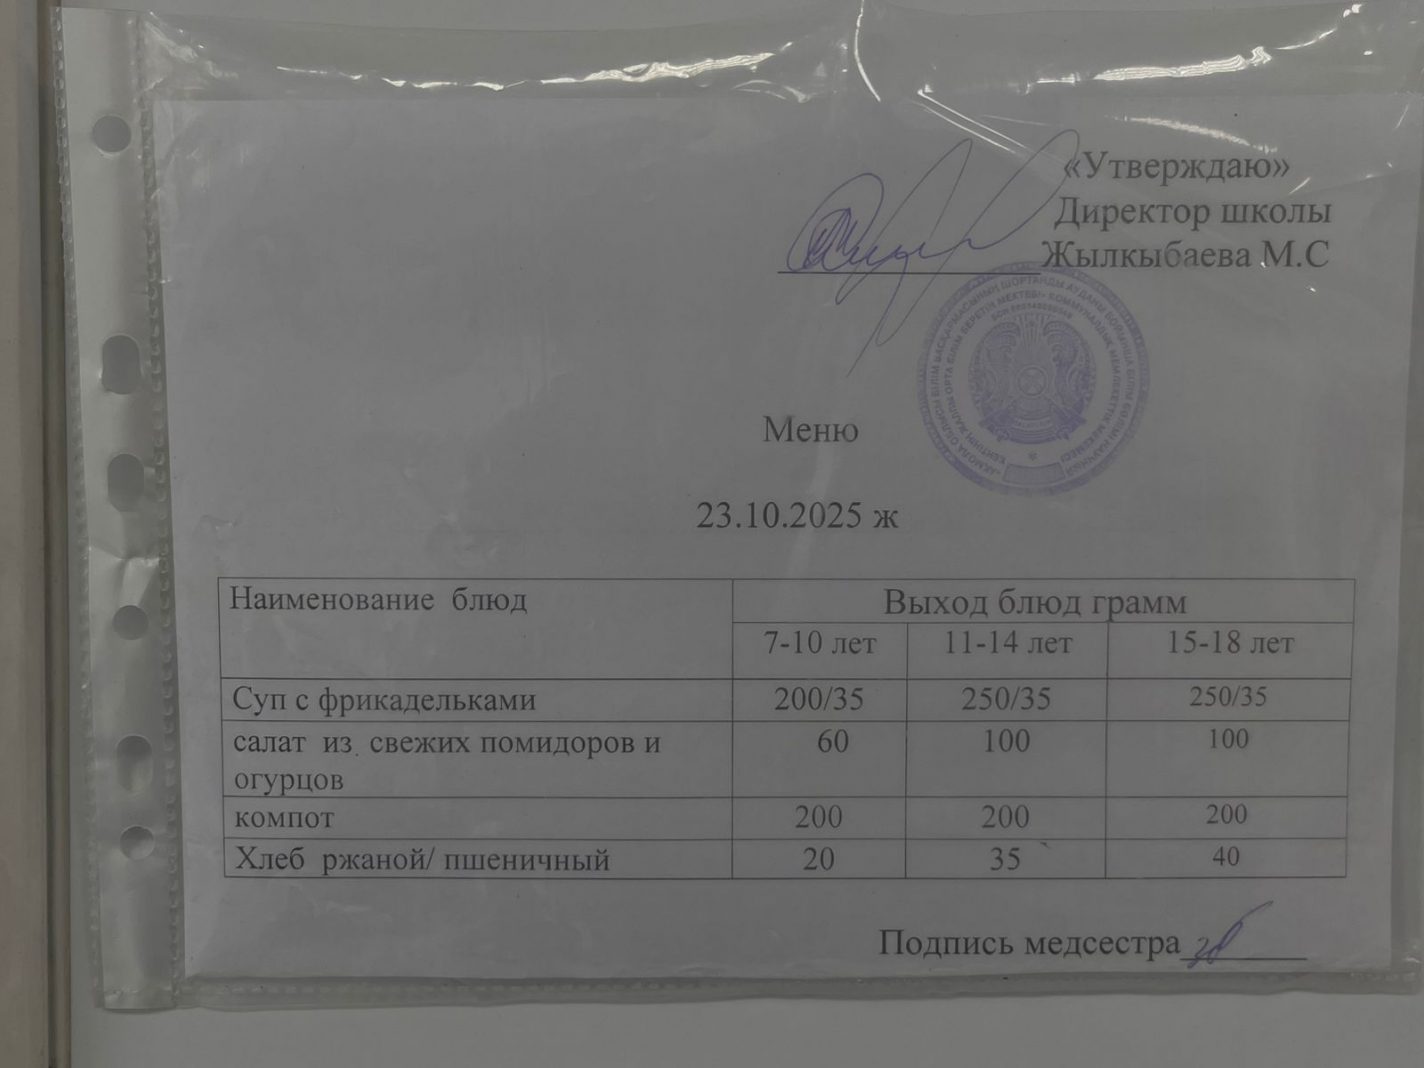 «Утверждаю»
Директор школы
Жылкыбаева М.С
Меню
23.10.2025 ж
Наименование блюд Выход блюд грамм
7-10 лет 11-14 лет 15-18 лет
Суп с фрикадельками 200/35 250/35 250/35
салат из свежих помидоров и 60 100 100
огурцов
компот 200 200 200
Хлеб ржаной/ пшеничный 20 35 40
Подпись медсестра